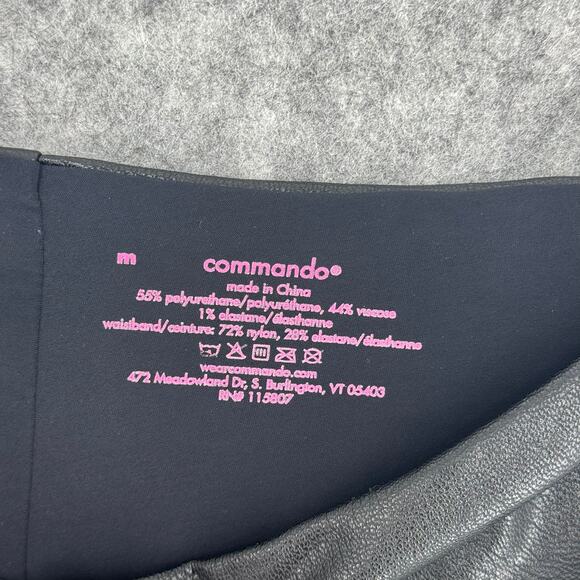 m
commando®
made in China
55% polyurethane/polyuréthane, 44% viscose
1% elastane/élasthanne
waistband/ceinture: 72% nylon, 28% elastane/élasthanne
wearcommando.com
472 Meadowland Dr, S. Burlington, VT 05403
RN# 115807